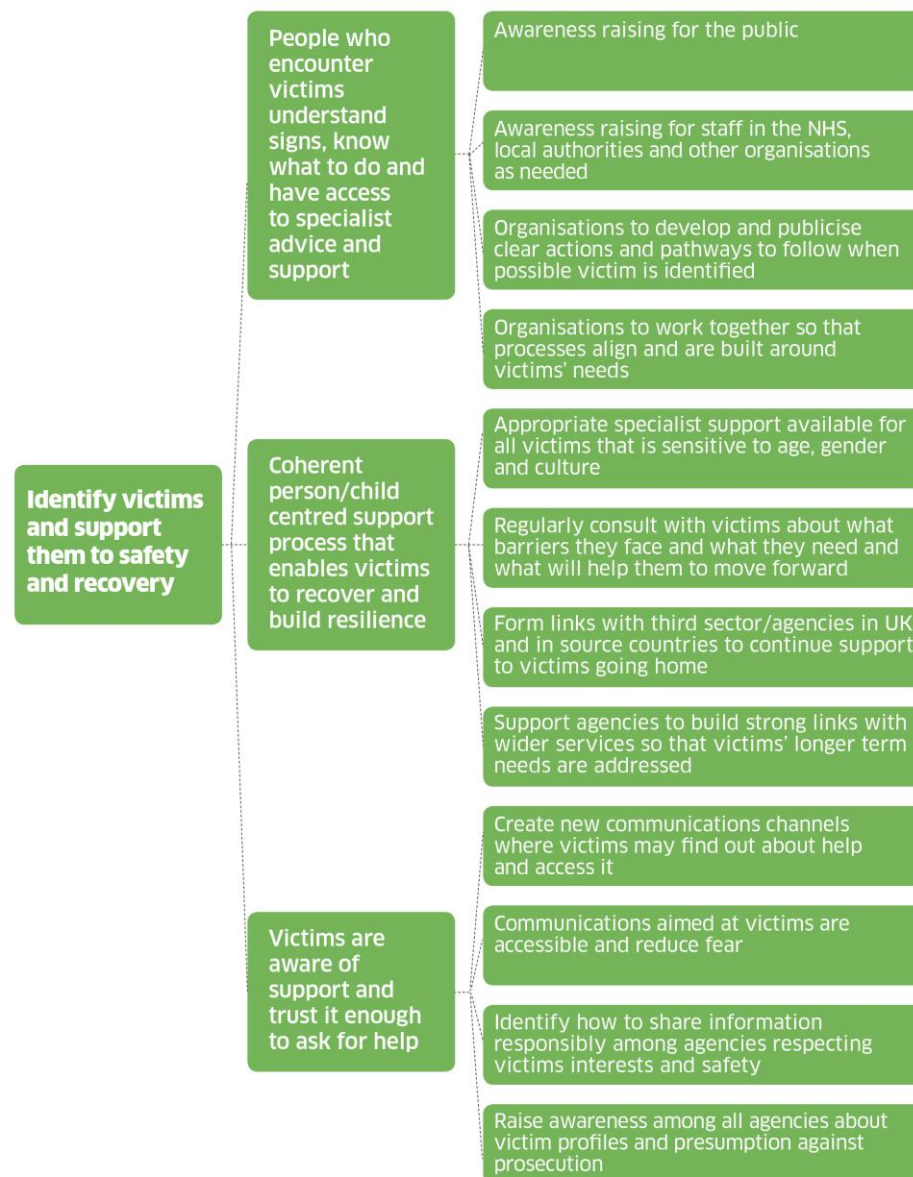 Identify victims
and support
them to safety
and recovery
People who
encounter
victims
understand
signs, know
what to do and
have access
to specialist
advice and
support
Awareness raising for the public
Awareness raising for staff in the NHS,
local authorities and other organisations
as needed
Organisations to develop and publicise
clear actions and pathways to follow when
possible victim is identified
Organisations to work together so that
processes align and are built around
victims’ needs
Coherent
person/child
centred support
process that
enables victims
to recover and
build resilience
Appropriate specialist support available for
all victims that is sensitive to age, gender
and culture
Regularly consult with victims about what
barriers they face and what they need and
what will help them to move forward
Form links with third sector/agencies in UK
and in source countries to continue support
to victims going home
Support agencies to build strong links with
wider services so that victims’ longer term
needs are addressed
Victims are
aware of
support and
trust it enough
to ask for help
Create new communications channels
where victims may find out about help
and access it
Communications aimed at victims are
accessible and reduce fear
Identify how to share information
responsibly among agencies respecting
victims interests and safety
Raise awareness among all agencies about
victim profiles and presumption against
prosecution